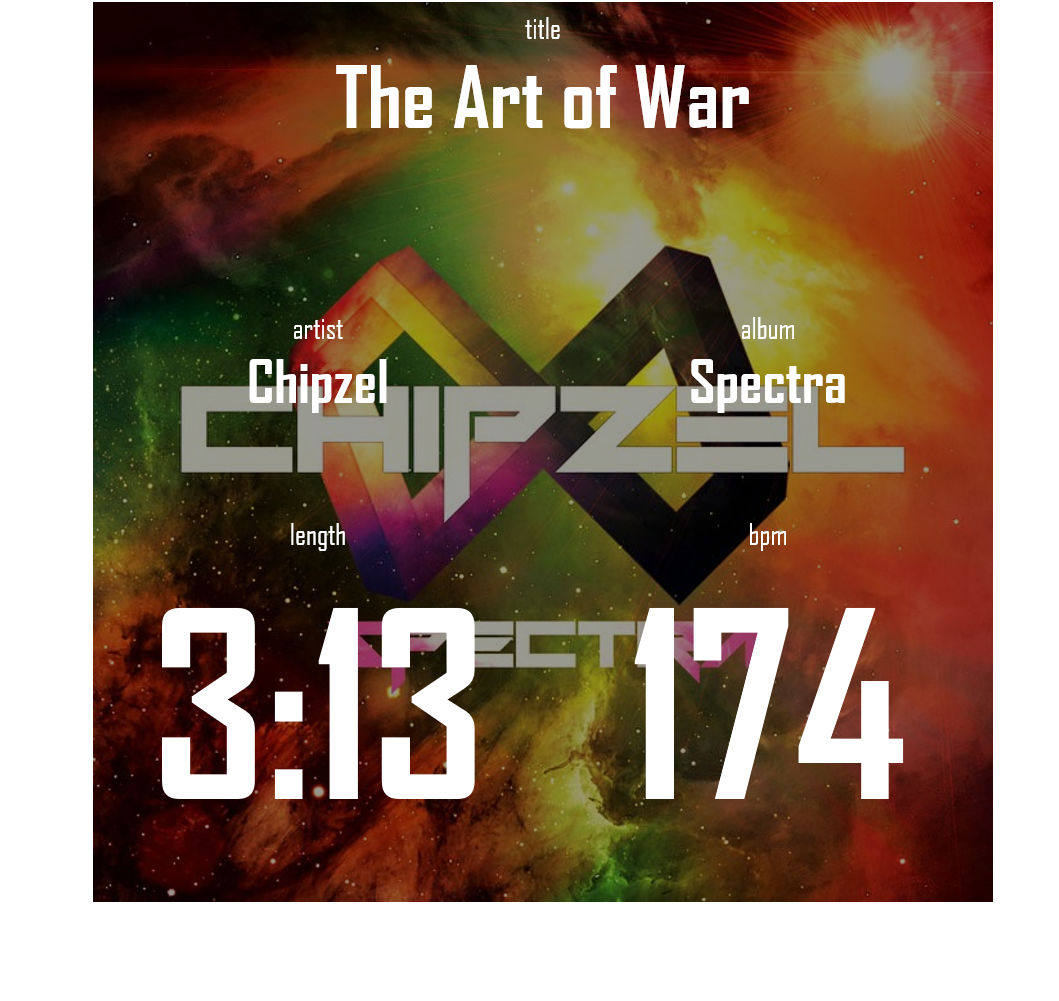 title
The Art of War
artist
album
Chipzel
Spectra
CHIPZEL
length
bpm
3:13
174
SPECTRA